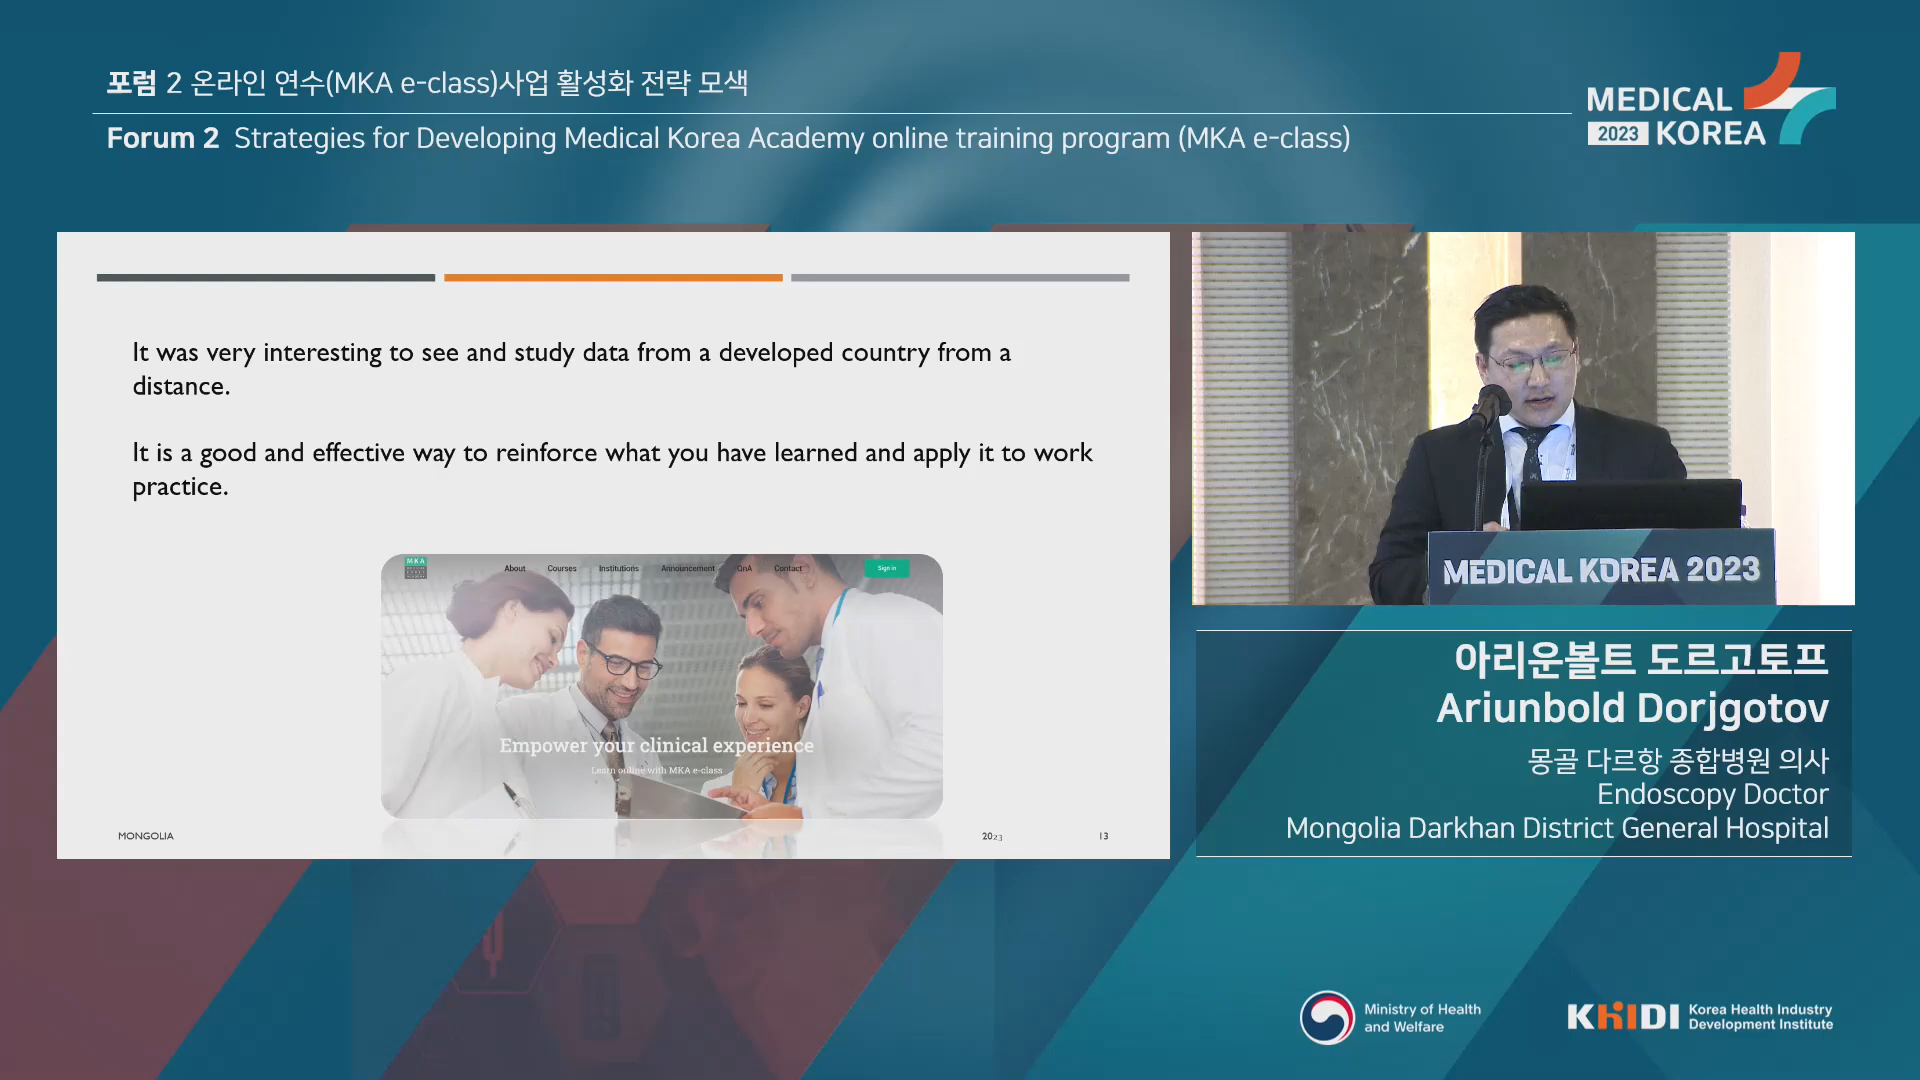 포럼 2 온라인 연수(MKA e-class)사업 활성화 전략 모색
Forum 2 Strategies for Developing Medical Korea Academy online training program (MKA e-class)
MEDICAL
2023 KOREA
It was very interesting to see and study data from a developed country from a
distance.
It is a good and effective way to reinforce what you have learned and apply it to work
practice.
MKA
About Courses Institutions Announcement QnA Contact Sign in
Empower your clinical experience
Learn online with MKA e-class
MONGOLIA 2023 13
MEDICAL KOREA 2023
아리운볼트 도르고토프
Ariunbold Dorjgotov
몽골 다르항 종합병원 의사
Endoscopy Doctor
Mongolia Darkhan District General Hospital
Ministry of Health
and Welfare
KHIDI Korea Health Industry
Development Institute